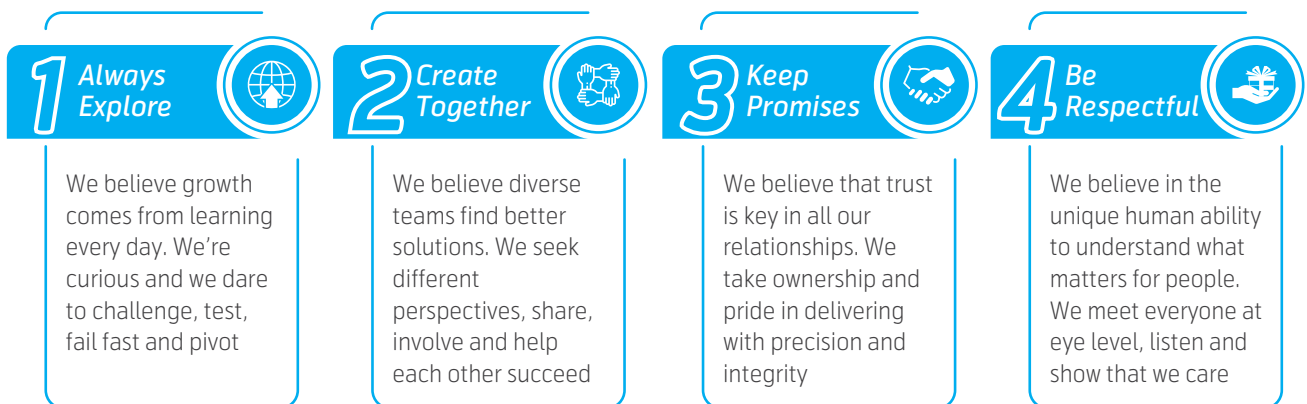 1 Always
Explore
We believe growth
comes from learning
every day. We're
curious and we dare
to challenge, test,
fail fast and pivot
2 Create
Together
We believe diverse
teams find better
solutions. We seek
different
perspectives, share,
involve and help
each other succeed
3 Keep
Promises
We believe that trust
is key in all our
relationships. We
take ownership and
pride in delivering
with precision and
integrity
4 Be
Respectful
We believe in the
unique human ability
to understand what
matters for people.
We meet everyone at
eye level, listen and
show that we care